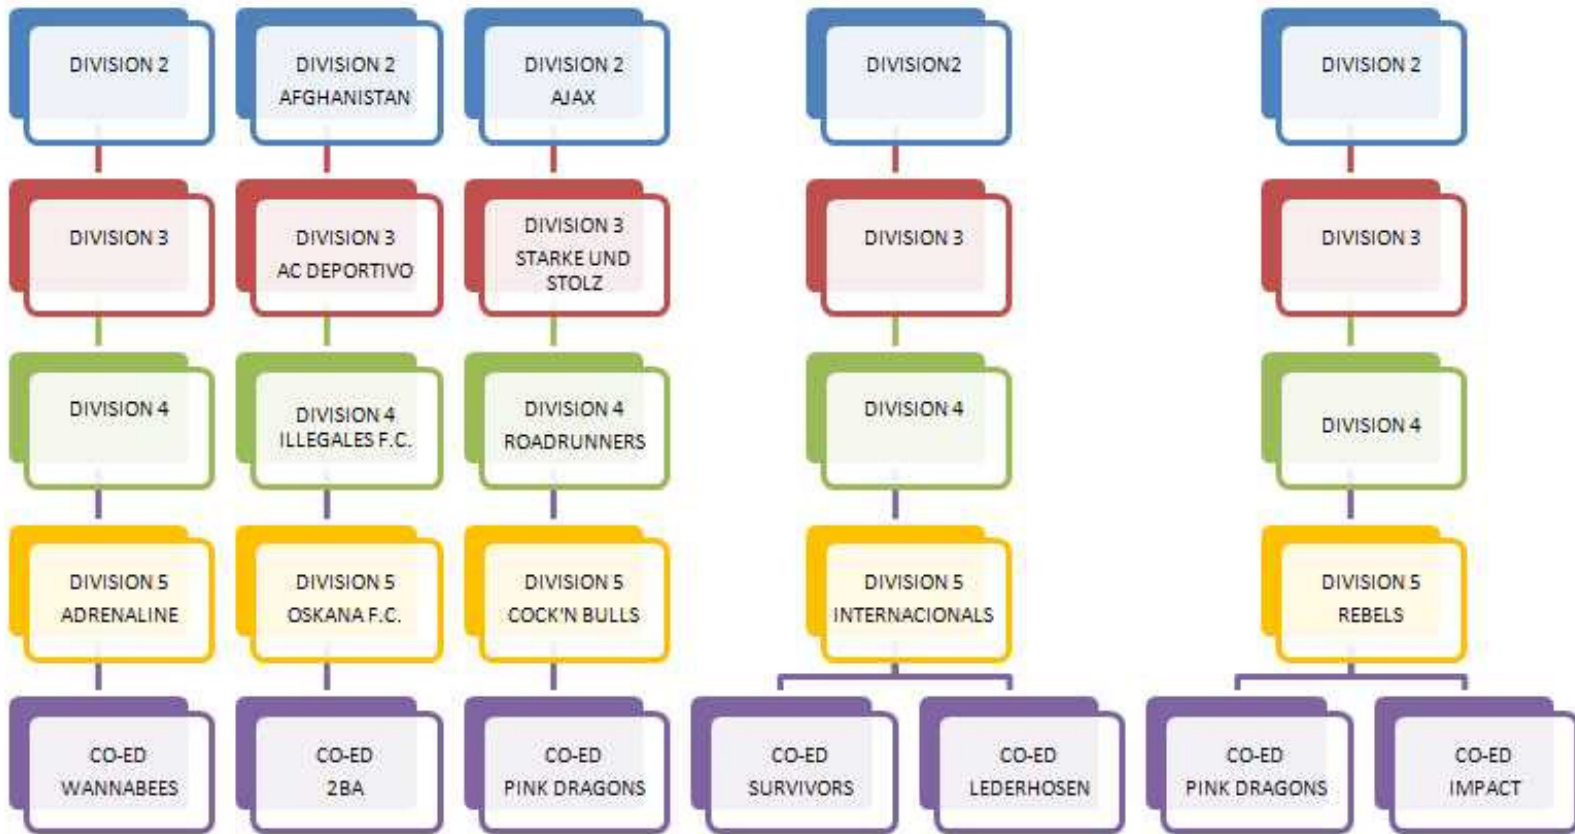 DIVISION 2
DIVISION 2
AFGHANISTAN
DIVISION 2
AJAX
DIVISION2
DIVISION 2
DIVISION 3
DIVISION 3
AC DEPORTIVO
DIVISION 3
STARKE UND
STOLZ
DIVISION 3
DIVISION 3
DIVISION 4
DIVISION 4
ILLEGALES F.C.
DIVISION 4
ROADRUNNERS
DIVISION 4
DIVISION 4
DIVISION 5
ADRENALINE
DIVISION 5
OSKANA F.C.
DIVISION 5
COCK'N BULLS
DIVISION 5
INTERNACIONALS
DIVISION 5
REBELS
CO-ED
WANNABEES
CO-ED
2BA
CO-ED
PINK DRAGONS
CO-ED
SURVIVORS
CO-ED
LEDERHOSEN
CO-ED
PINK DRAGONS
CO-ED
IMPACT